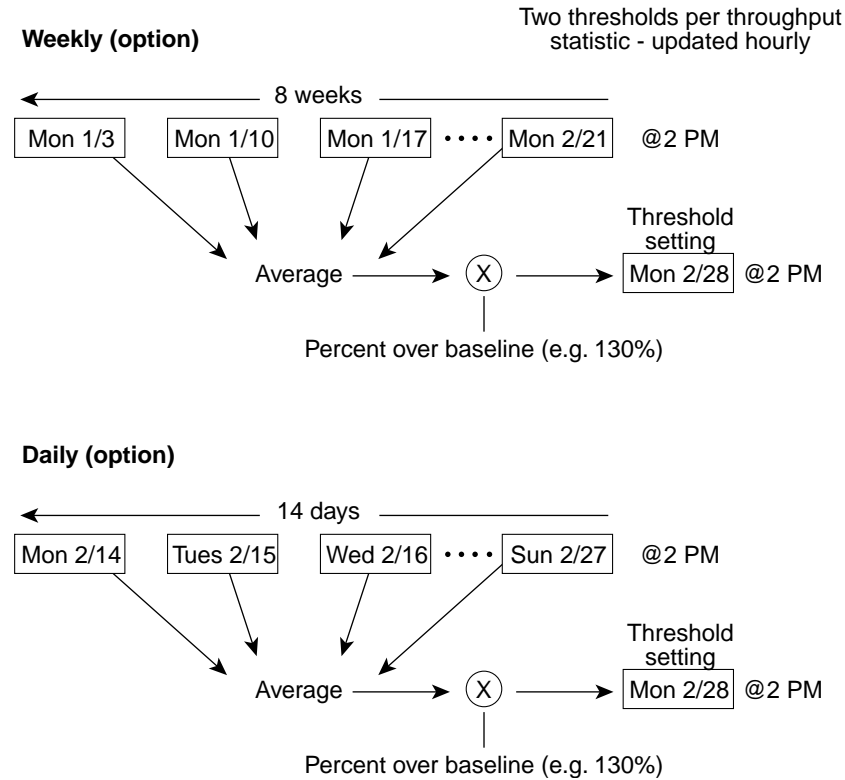 Weekly (option)
Two thresholds per throughput
statistic - updated hourly
8 weeks
Mon 1/3
Mon 1/10
Mon 1/17
····
Mon 2/21
@2 PM
Threshold
setting
Average
X
Mon 2/28
@2 PM
Percent over baseline (e.g. 130%)
Daily (option)
14 days
Mon 2/14
Tues 2/15
Wed 2/16
····
Sun 2/27
@2 PM
Threshold
setting
Average
X
Mon 2/28
@2 PM
Percent over baseline (e.g. 130%)